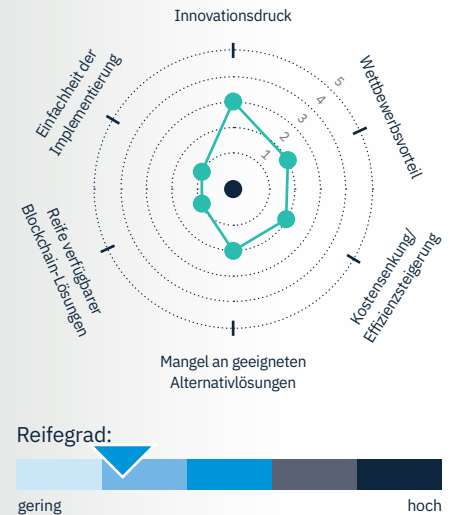 Innovationsdruck
Einfachheit der
Implementierung
Wettbewerbsvorteil
5
4
3
2
1
Reife verfügbarer
Blockchain-Lösungen
Kostensenkung/
Effizienzsteigerung
Mangel an geeigneten
Alternativlösungen
Reifegrad:
gering
hoch